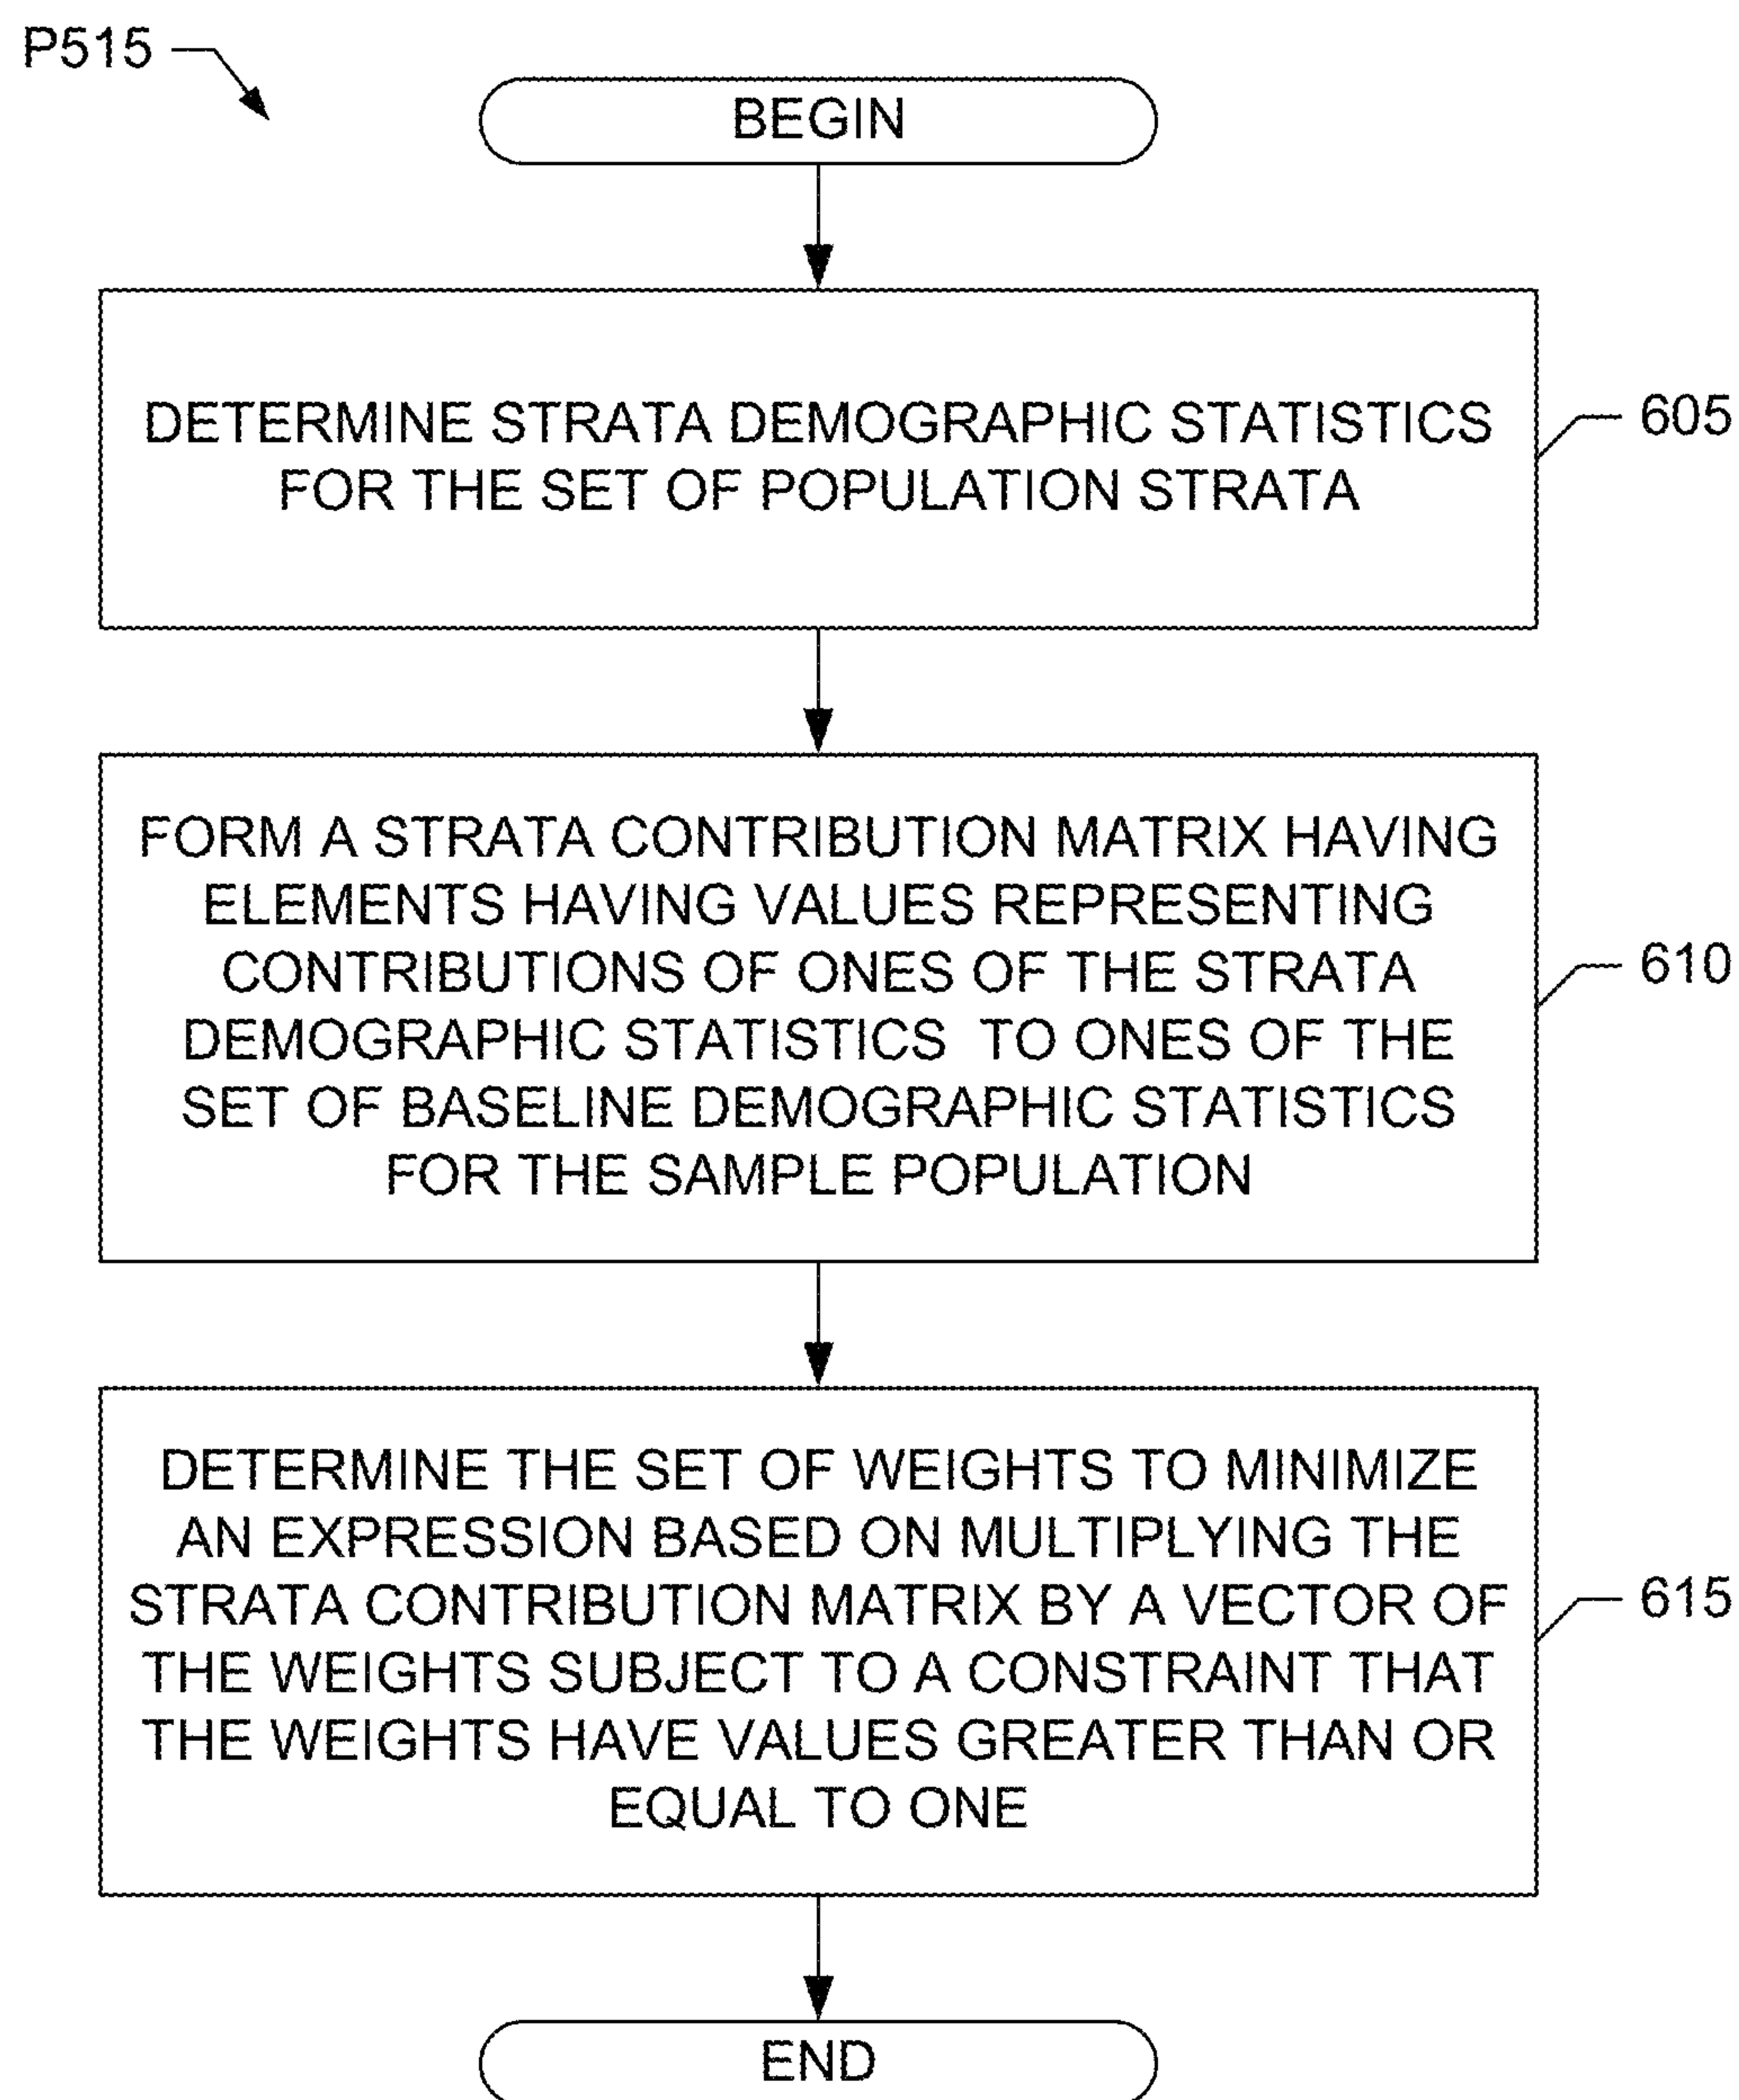 P515
BEGIN
DETERMINE STRATA DEMOGRAPHIC STATISTICS
FOR THE SET OF POPULATION STRATA
605
FORM A STRATA CONTRIBUTION MATRIX HAVING
ELEMENTS HAVING VALUES REPRESENTING
CONTRIBUTIONS OF ONES OF THE STRATA
DEMOGRAPHIC STATISTICS TO ONES OF THE
SET OF BASELINE DEMOGRAPHIC STATISTICS
FOR THE SAMPLE POPULATION
610
DETERMINE THE SET OF WEIGHTS TO MINIMIZE
AN EXPRESSION BASED ON MULTIPLYING THE
STRATA CONTRIBUTION MATRIX BY A VECTOR OF
THE WEIGHTS SUBJECT TO A CONSTRAINT THAT
THE WEIGHTS HAVE VALUES GREATER THAN OR
EQUAL TO ONE
615
END